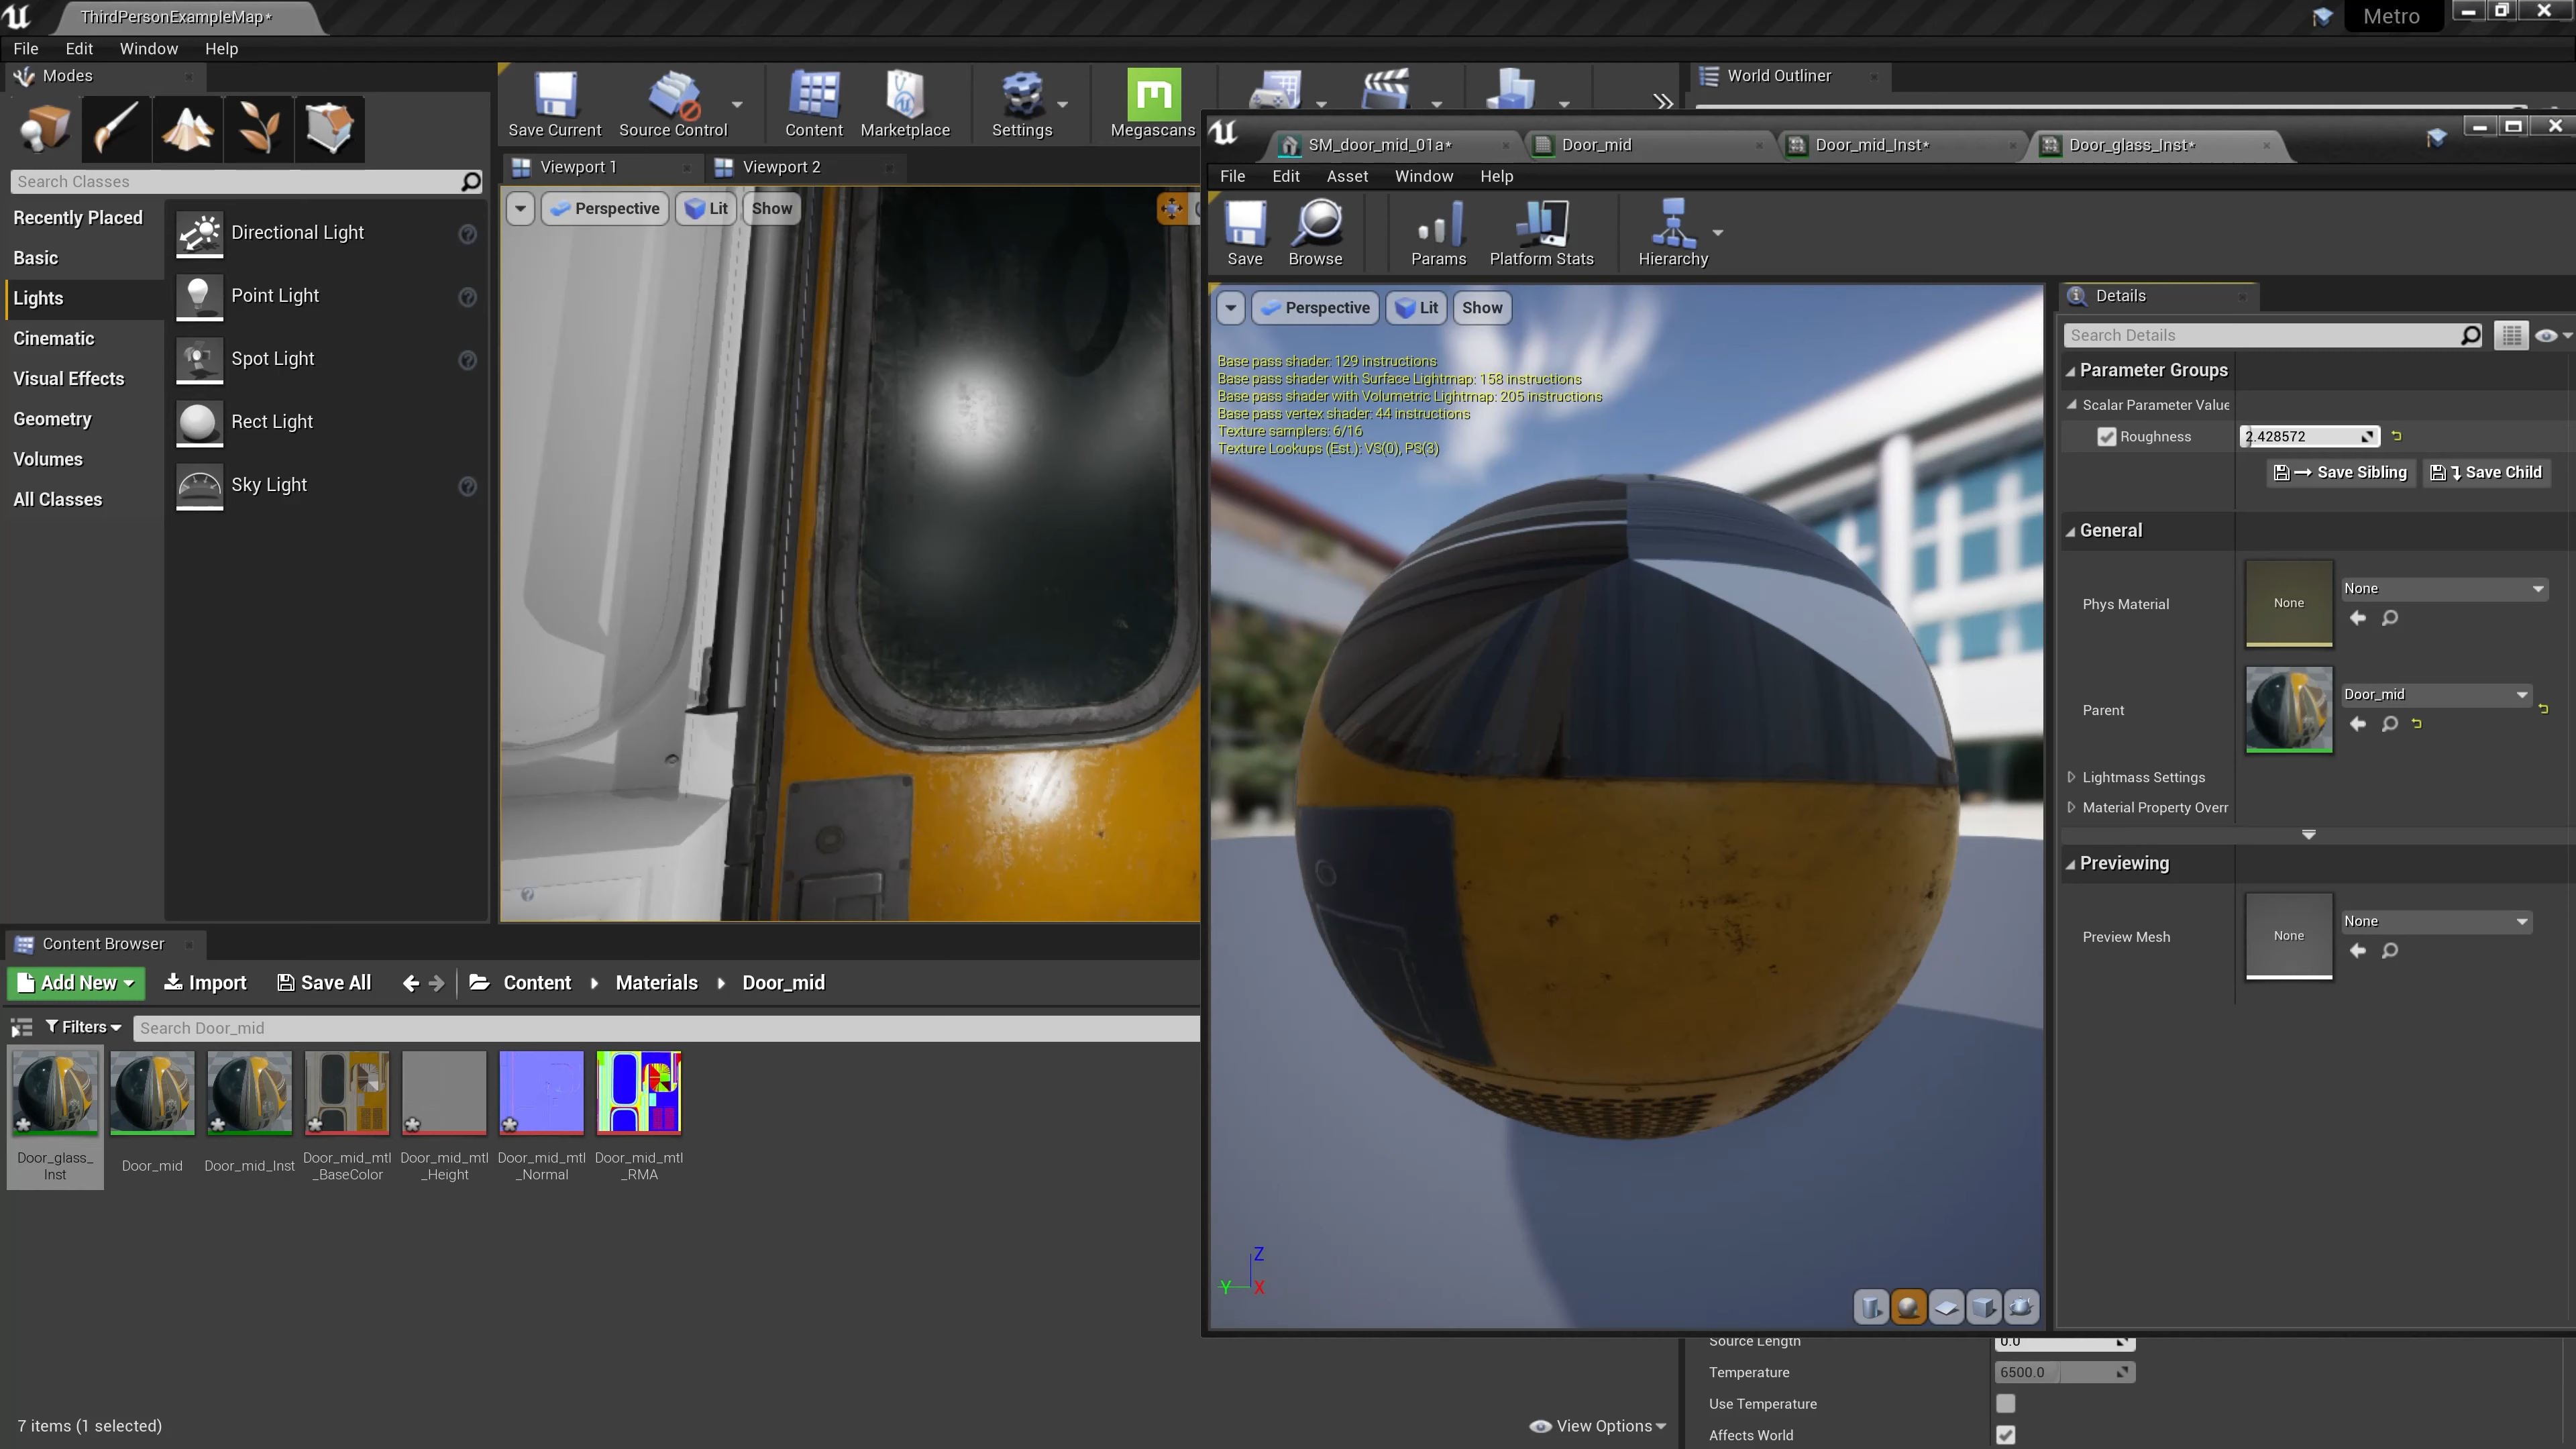 ThirdPersonExampleMap*
Metro
File Edit Window Help
Modes
Search Classes
Recently Placed
Basic
Lights
Cinematic
Visual Effects
Geometry
Volumes
All Classes
Directional Light
Point Light
Spot Light
Rect Light
Sky Light
Save Current Source Control Content Marketplace Settings Megascans
Viewport 1 Viewport 2
Perspective Lit Show
World Outliner
SM_door_mid_01a* Door_mid Door_mid_Inst* Door_glass_Inst*
File Edit Asset Window Help
Save Browse Params Platform Stats Hierarchy
Perspective Lit Show
Base pass shader: 129 instructions
Base pass shader with Surface Lightmap: 158 instructions
Base pass shader with Volumetric Lightmap: 205 instructions
Base pass vertex shader: 44 instructions
Texture samplers: 6/16
Texture Lookups (Est.): VS(0), PS(3)
Z
Y X
Details
Search Details
Parameter Groups
Scalar Parameter Value
Roughness 2.428572
Save Sibling Save Child
General
Phys Material None None
Parent Door_mid
Lightmass Settings
Material Property Overr
Previewing
Preview Mesh None None
Content Browser
Add New Import Save All Content Materials Door_mid
Filters Search Door_mid
Door_glass_
Inst
Door_mid
Door_mid_Inst
Door_mid_mtl
_BaseColor
Door_mid_mtl
_Height
Door_mid_mtl
_Normal
Door_mid_mtl
_RMA
7 items (1 selected)
View Options
Source Length 0.0
Temperature 6500.0
Use Temperature
Affects World